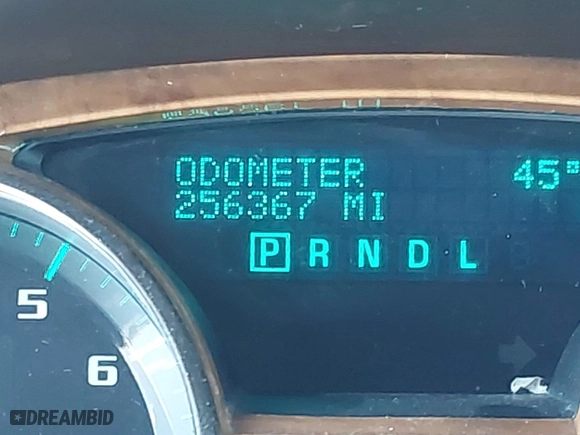 ODOMETER 45°
256367 MI
P R N D L
5
6
DREAMBID